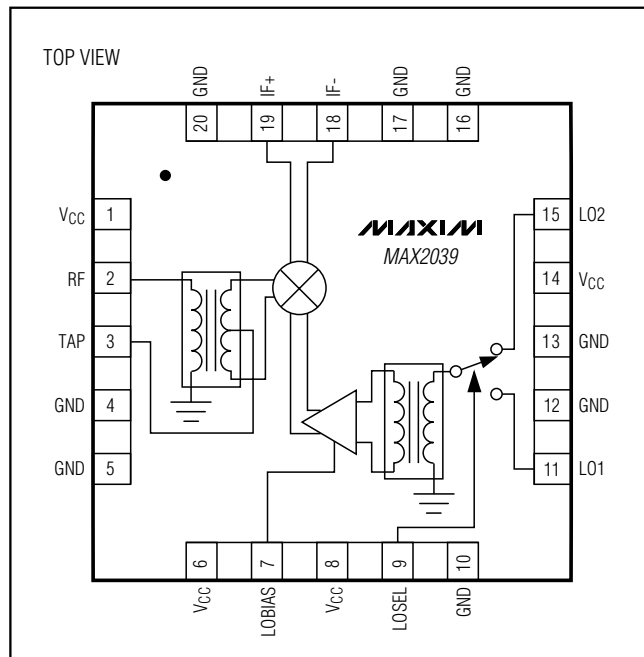 TOP VIEW
GND
IF+
IF-
GND
GND
20
19
18
17
16
VCC
1
RF
2
TAP
3
GND
4
GND
5
MAXIM
MAX2039
15
LO2
14
VCC
13
GND
12
GND
11
LO1
6
7
8
9
10
VCC
LOBIAS
VCC
LOSEL
GND